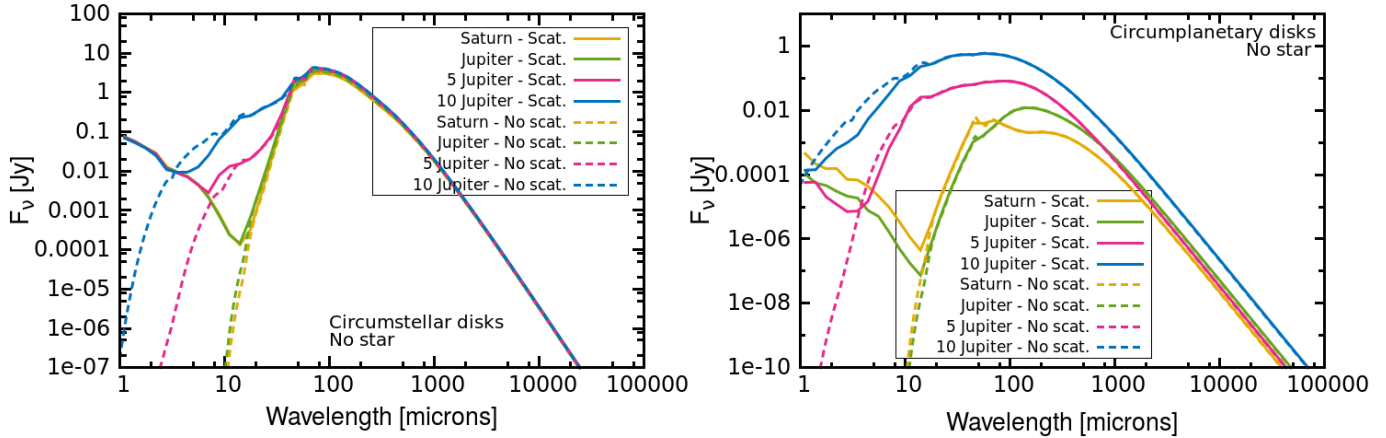 100
10
1
0.1
0.01
0.001
0.0001
1e-05
1e-06
1e-07
F_ν [Jy]
Saturn - Scat.
Jupiter - Scat.
5 Jupiter - Scat.
10 Jupiter - Scat.
Saturn - No scat.
Jupiter - No scat.
5 Jupiter - No scat.
10 Jupiter - No scat.
Circumstellar disks
No star
1 10 100 1000 10000 100000
Wavelength [microns]
Circumplanetary disks
No star
1
0.01
0.0001
1e-06
1e-08
1e-10
F_ν [Jy]
Saturn - Scat.
Jupiter - Scat.
5 Jupiter - Scat.
10 Jupiter - Scat.
Saturn - No scat.
Jupiter - No scat.
5 Jupiter - No scat.
10 Jupiter - No scat.
1 10 100 1000 10000 100000
Wavelength [microns]